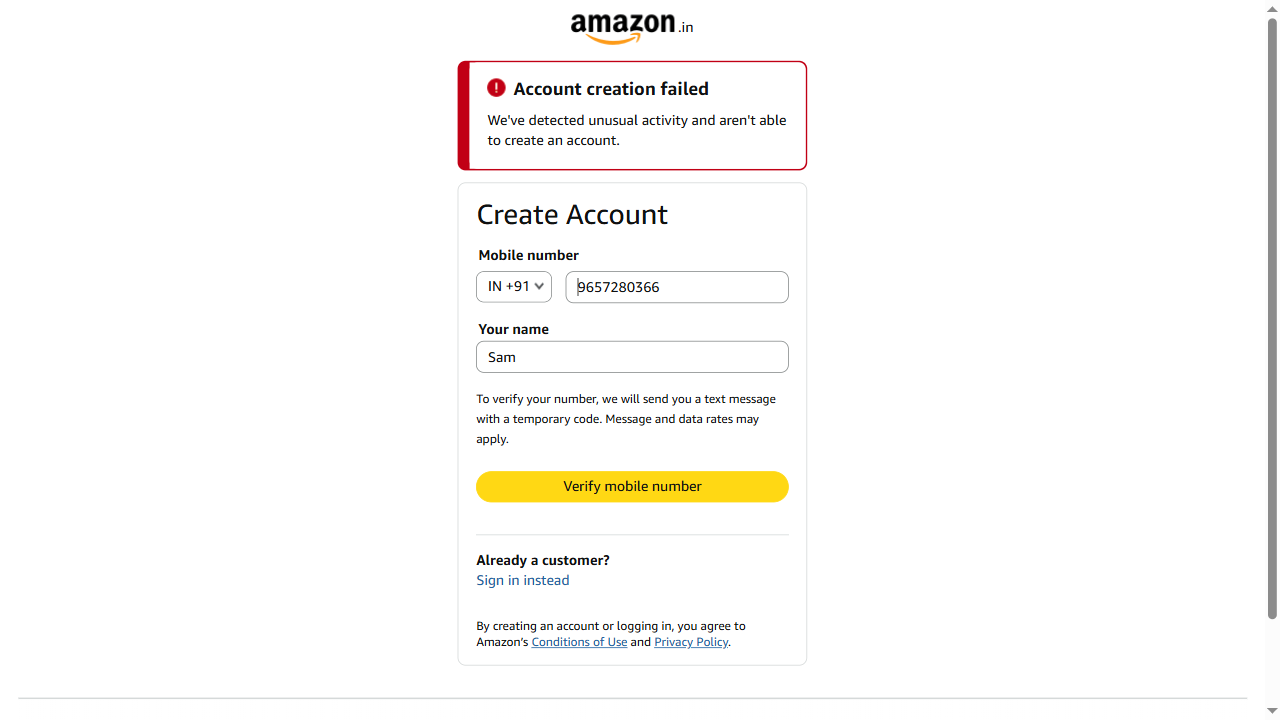 amazon.in
Account creation failed
We've detected unusual activity and aren't able
to create an account.
Create Account
Mobile number
IN +91
9657280366
Your name
Sam
To verify your number, we will send you a text message
with a temporary code. Message and data rates may
apply.
Verify mobile number
Already a customer?
Sign in instead
By creating an account or logging in, you agree to
Amazon's Conditions of Use and Privacy Policy.